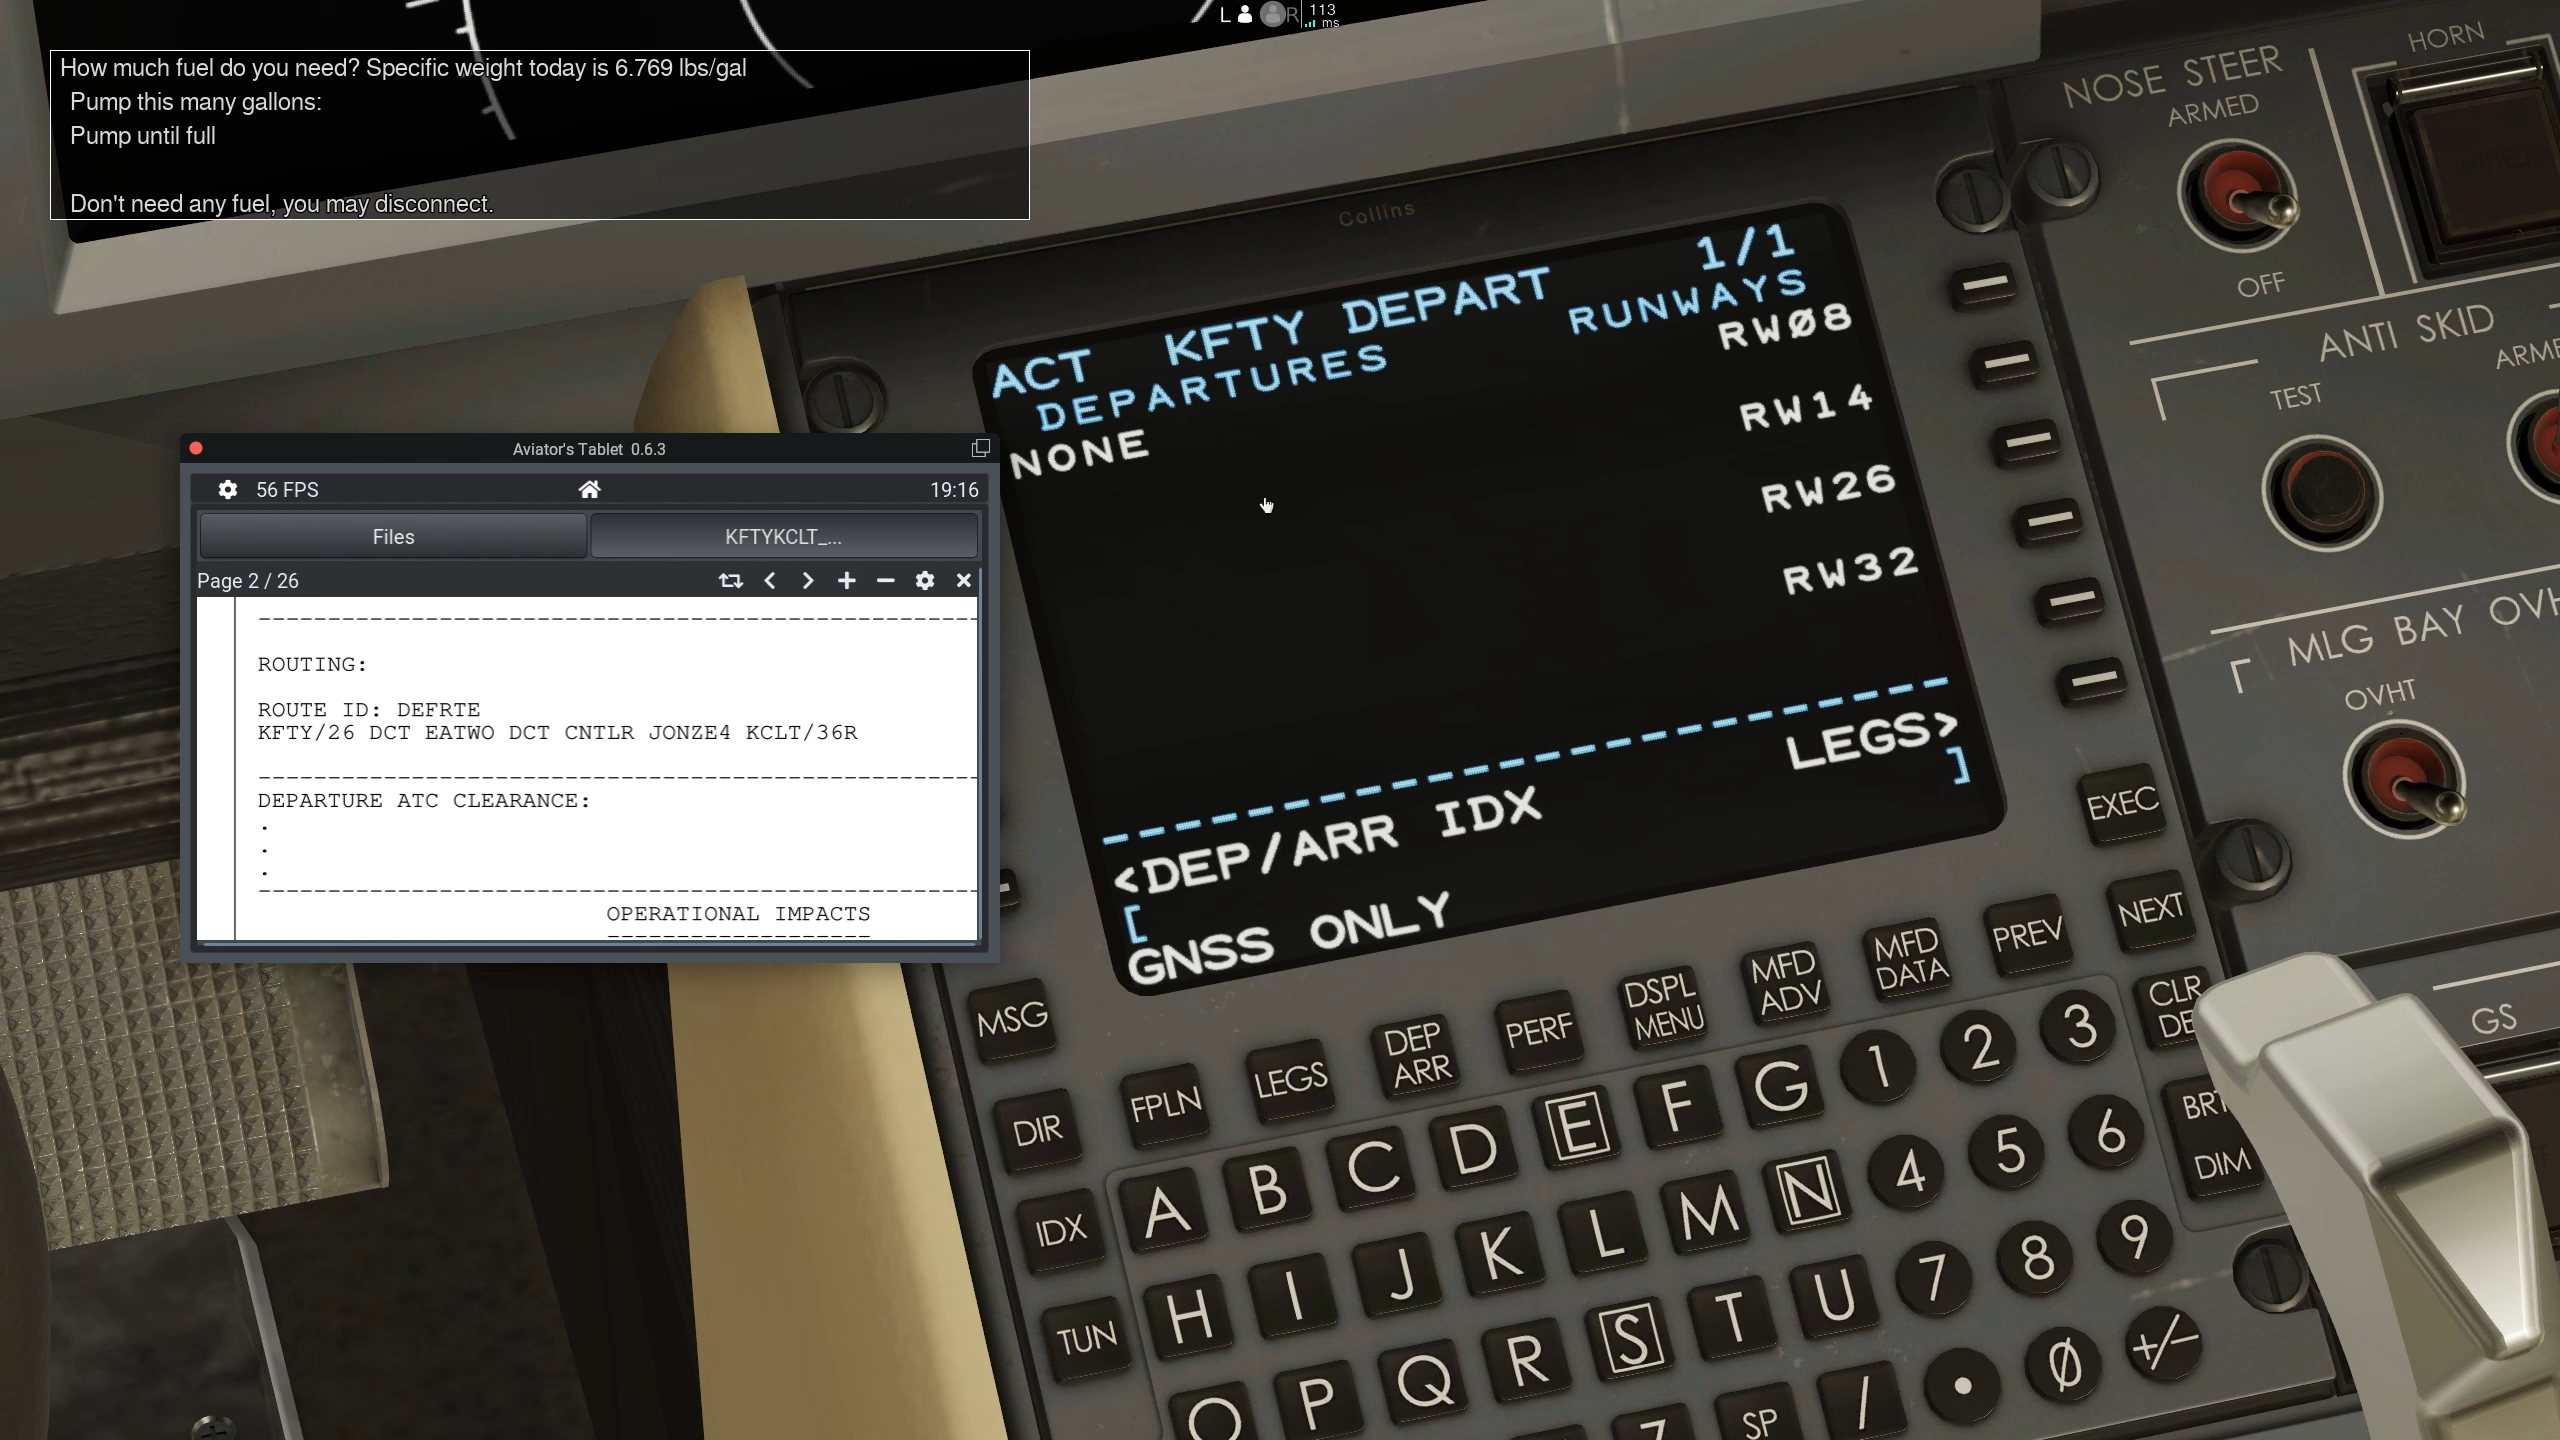 L R 113 ms
How much fuel do you need? Specific weight today is 6.769 lbs/gal
Pump this many gallons:
Pump until full
Don't need any fuel, you may disconnect.
Aviator's Tablet 0.6.3
56 FPS 19:16
Files KFTYKCLT_...
Page 2 / 26
ROUTING:
ROUTE ID: DEFRTE
KFTY/26 DCT EATWO DCT CNTLR JONZE4 KCLT/36R
DEPARTURE ATC CLEARANCE:
.
.
.
OPERATIONAL IMPACTS
Collins
ACT KFTY DEPART 1/1
DEPARTURES RUNWAYS
NONE RWØ8
RW14
RW26
RW32
<DEP/ARR IDX LEGS>
[ ]
GNSS ONLY
EXEC
MSG
DIR FPLN LEGS DEP ARR PERF DSPL MENU MFD ADV MFD DATA PREV NEXT
CLR
IDX A B C D E F G 1 2 3
TUN H I J K L M N 4 5 6
BRT
DIM
O P Q R S T U 7 8 9
SP / • Ø +/−
NOSE STEER
ARMED
OFF
HORN
ANTI SKID
TEST
MLG BAY
OVHT
GS